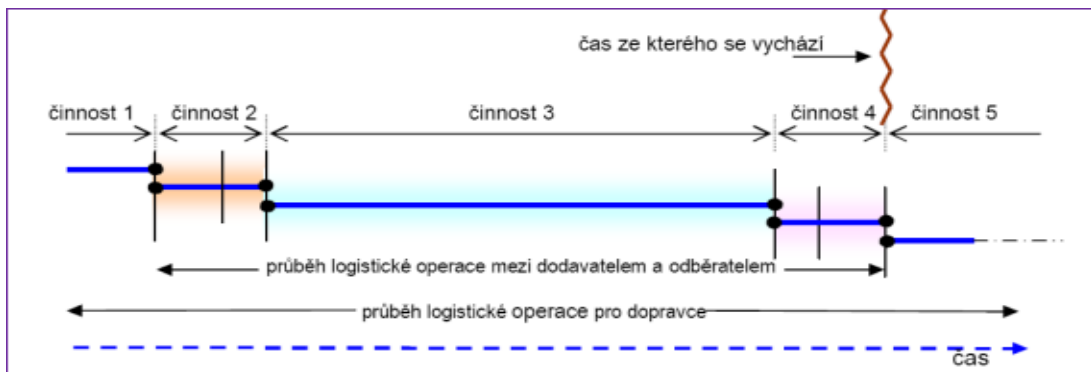 čas ze kterého se vychází
činnost 1
činnost 2
činnost 3
činnost 4
činnost 5
průběh logistické operace mezi dodavatelem a odběratelem
průběh logistické operace pro dopravce
čas